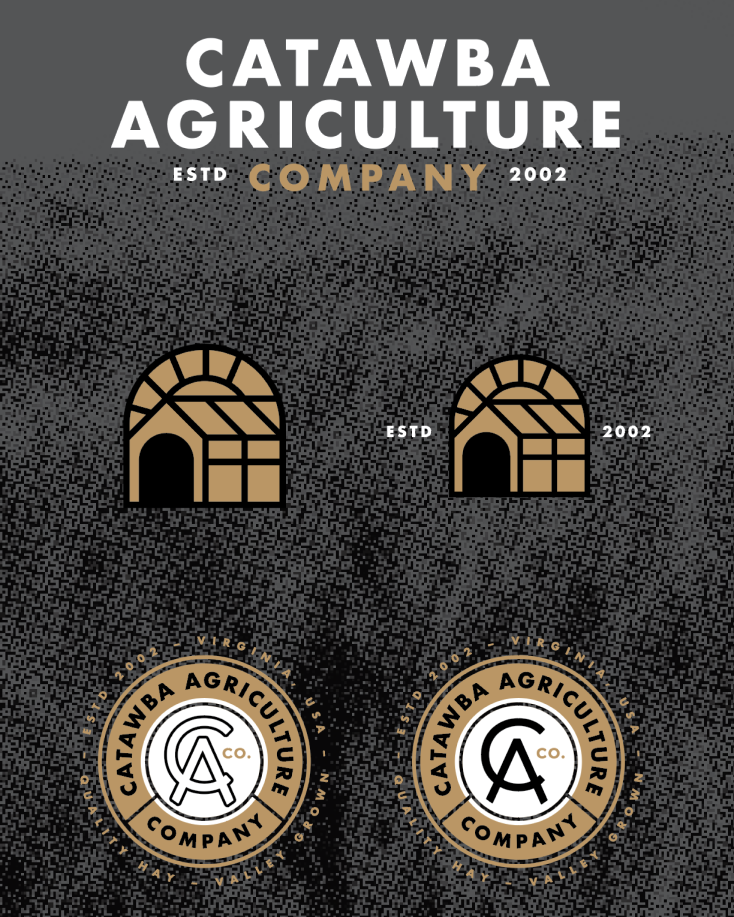 CATAWBA
AGRICULTURE
ESTD COMPANY 2002
ESTD 2002
– ESTD 2002 – VIRGINIA, USA –
CATAWBA AGRICULTURE
CA
CO.
COMPANY
QUALITY HAY – VALLEY GROWN
– ESTD 2002 – VIRGINIA, USA –
CATAWBA AGRICULTURE
CA
CO.
COMPANY
QUALITY HAY – VALLEY GROWN